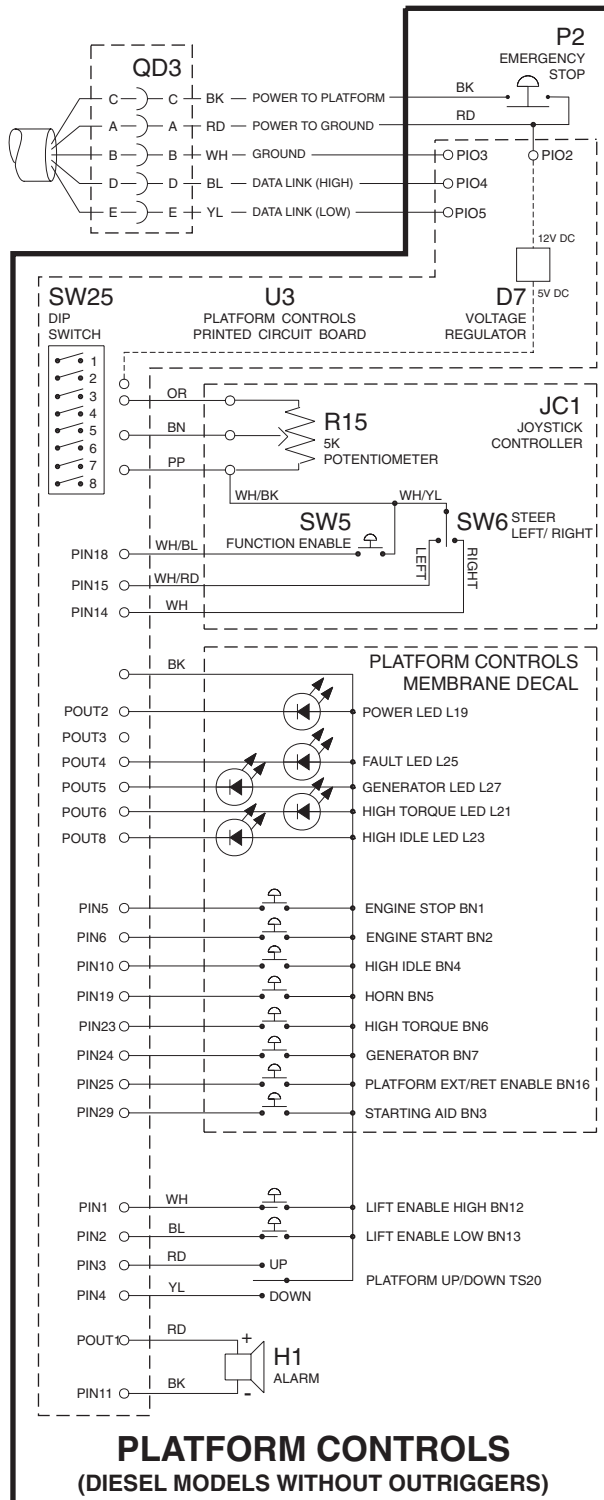 P2
EMERGENCY
STOP
QD3
C C BK POWER TO PLATFORM BK
A A RD POWER TO GROUND RD
B B WH GROUND PIO3 PIO2
D D BL DATA LINK (HIGH) PIO4
E E YL DATA LINK (LOW) PIO5
12V DC
5V DC
SW25
DIP
SWITCH
U3
PLATFORM CONTROLS
PRINTED CIRCUIT BOARD
D7
VOLTAGE
REGULATOR
1
2
3
4
5
6
7
8
OR
BN
PP
R15
5K
POTENTIOMETER
JC1
JOYSTICK
CONTROLLER
WH/BK
WH/YL
SW5
FUNCTION ENABLE
SW6
STEER
LEFT/ RIGHT
LEFT
RIGHT
PIN18 WH/BL
PIN15 WH/RD
PIN14 WH
BK
PLATFORM CONTROLS
MEMBRANE DECAL
POUT2 POWER LED L19
POUT3
POUT4 FAULT LED L25
POUT5 GENERATOR LED L27
POUT6 HIGH TORQUE LED L21
POUT8 HIGH IDLE LED L23
PIN5 ENGINE STOP BN1
PIN6 ENGINE START BN2
PIN10 HIGH IDLE BN4
PIN19 HORN BN5
PIN23 HIGH TORQUE BN6
PIN24 GENERATOR BN7
PIN25 PLATFORM EXT/RET ENABLE BN16
PIN29 STARTING AID BN3
PIN1 WH LIFT ENABLE HIGH BN12
PIN2 BL LIFT ENABLE LOW BN13
PIN3 RD UP
PLATFORM UP/DOWN TS20
PIN4 YL DOWN
POUT1 RD +
H1
ALARM
PIN11 BK -
PLATFORM CONTROLS
(DIESEL MODELS WITHOUT OUTRIGGERS)